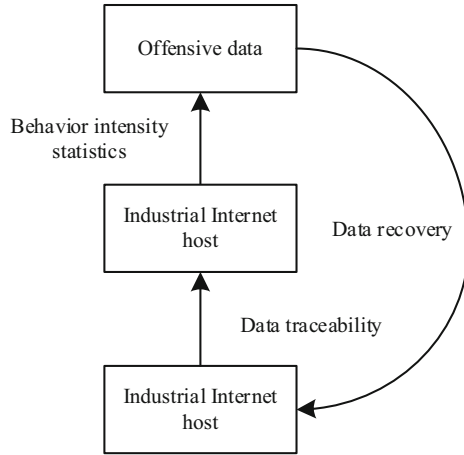 Offensive data
Behavior intensity
statistics
Industrial Internet
host
Data recovery
Data traceability
Industrial Internet
host